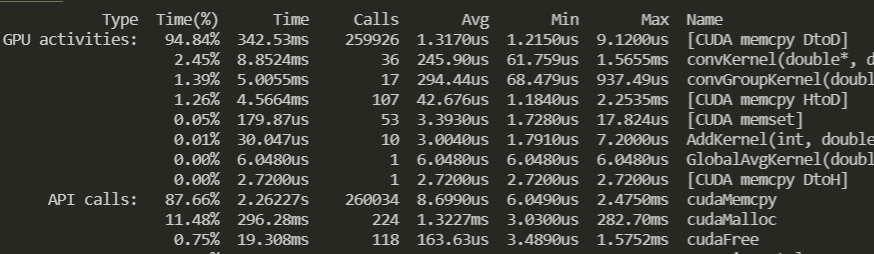 Type Time(%) Time Calls Avg Min Max Name
GPU activities: 94.84% 342.53ms 259926 1.3170us 1.2150us 9.1200us [CUDA memcpy DtoD]
2.45% 8.8524ms 36 245.90us 61.759us 1.5655ms convKernel(double*, d
1.39% 5.0055ms 17 294.44us 68.479us 937.49us convGroupKernel(doubl
1.26% 4.5664ms 107 42.676us 1.1840us 2.2535ms [CUDA memcpy HtoD]
0.05% 179.87us 53 3.3930us 1.7280us 17.824us [CUDA memset]
0.01% 30.047us 10 3.0040us 1.7910us 7.2000us AddKernel(int, double
0.00% 6.0480us 1 6.0480us 6.0480us 6.0480us GlobalAvgKernel(doubl
0.00% 2.7200us 1 2.7200us 2.7200us 2.7200us [CUDA memcpy DtoH]
API calls: 87.66% 2.26227s 260034 8.6990us 6.0490us 2.4750ms cudaMemcpy
11.48% 296.28ms 224 1.3227ms 3.0300us 282.70ms cudaMalloc
0.75% 19.308ms 118 163.63us 3.4890us 1.5752ms cudaFree